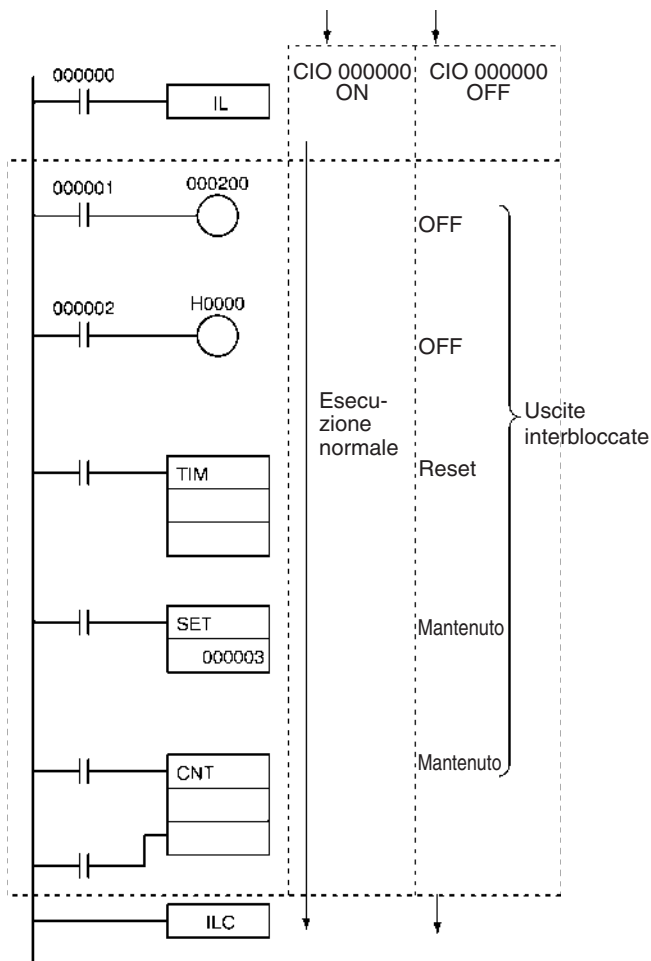 000000
IL
CIO 000000
ON
CIO 000000
OFF
000001
000200
OFF
000002
H0000
OFF
Esecu-
zione
normale
Uscite
interbloccate
TIM
Reset
SET
000003
Mantenuto
CNT
Mantenuto
ILC